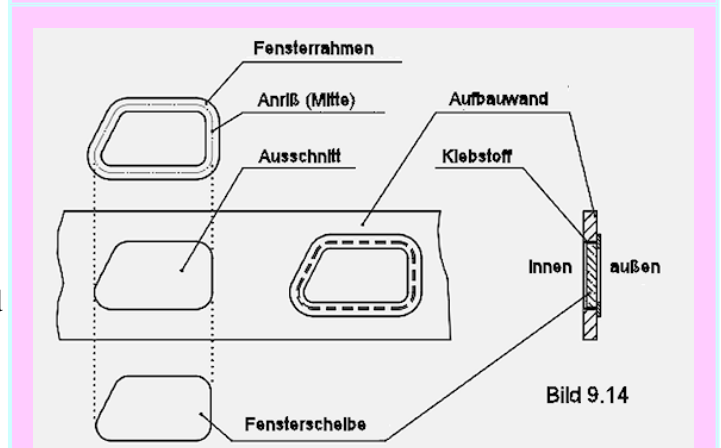 Fensterrahmen
Anriß (Mitte)
Aufbauwand
Ausschnitt
Klebstoff
Innen
außen
Bild 9.14
Fensterscheibe